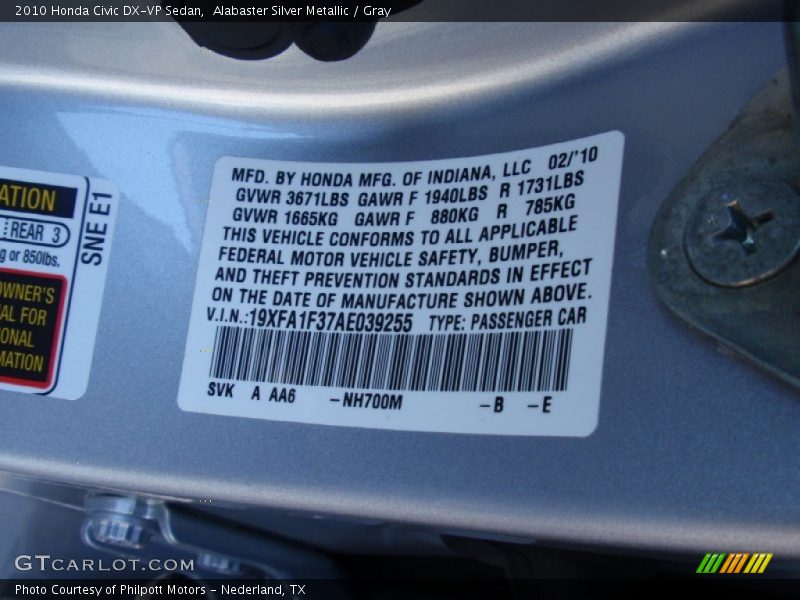 2010 Honda Civic DX-VP Sedan, Alabaster Silver Metallic / Gray
MFD. BY HONDA MFG. OF INDIANA, LLC 02/'10
GVWR 3671LBS GAWR F 1940LBS R 1731LBS
GVWR 1665KG GAWR F 880KG R 785KG
THIS VEHICLE CONFORMS TO ALL APPLICABLE
FEDERAL MOTOR VEHICLE SAFETY, BUMPER,
AND THEFT PREVENTION STANDARDS IN EFFECT
ON THE DATE OF MANUFACTURE SHOWN ABOVE.
V.I.N.:19XFA1F37AE039255 TYPE: PASSENGER CAR
SVK A AA6 -NH700M -B -E
ATION
REAR 3
g or 850lbs.
OWNER'S
AL FOR
IONAL
MATION
SNE E1
GTCARLOT.COM
Photo Courtesy of Philpott Motors - Nederland, TX